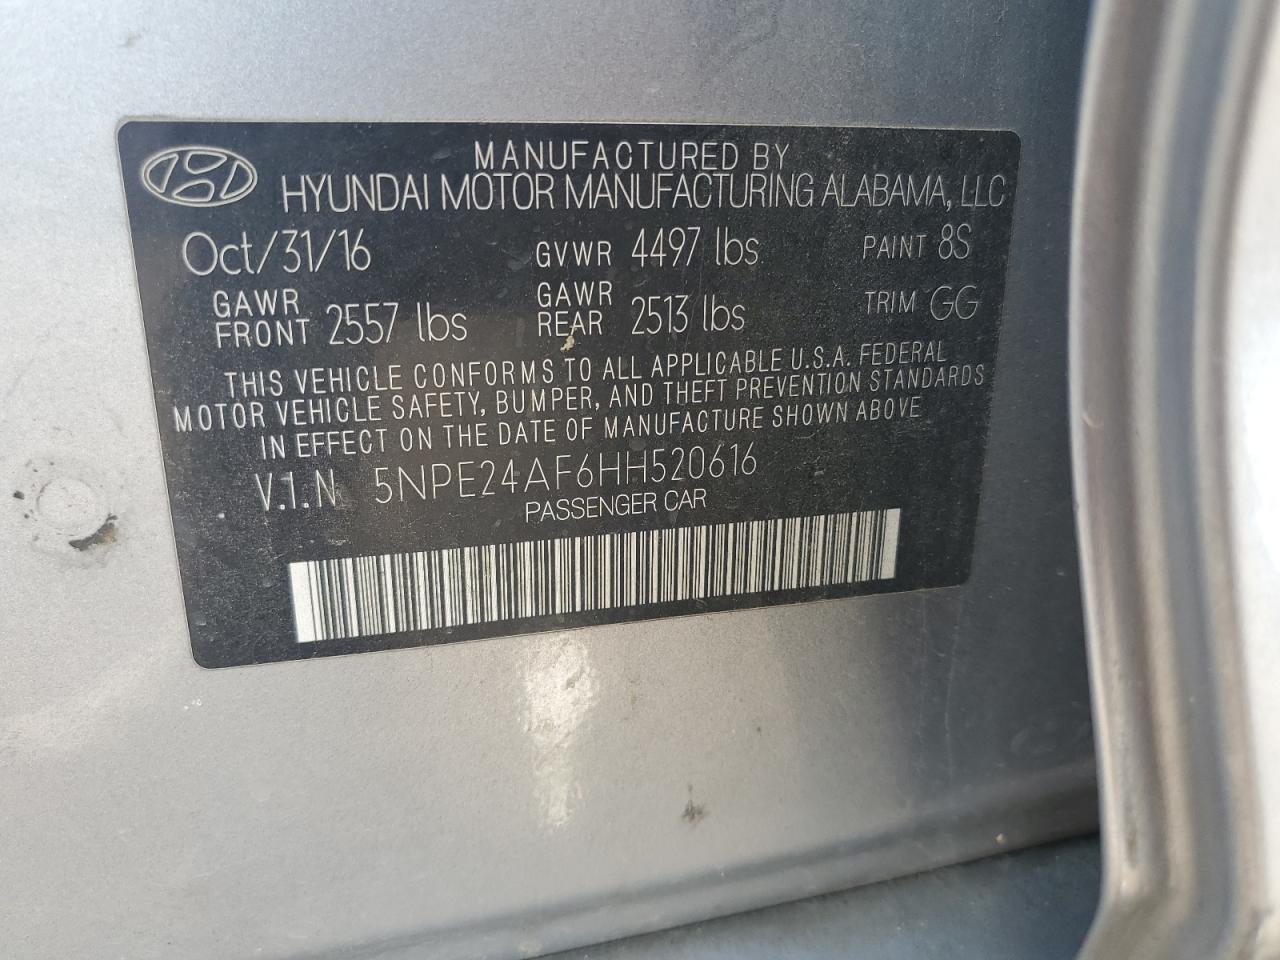 MANUFACTURED BY
HYUNDAI MOTOR MANUFACTURING ALABAMA, LLC
Oct/31/16 GVWR 4497 lbs. PAINT 8S
GAWR FRONT 2557 lbs GAWR REAR 2513 lbs TRIM GG
THIS VEHICLE CONFORMS TO ALL APPLICABLE U.S.A. FEDERAL
MOTOR VEHICLE SAFETY, BUMPER, AND THEFT PREVENTION STANDARDS
IN EFFECT ON THE DATE OF MANUFACTURE SHOWN ABOVE
V.I.N 5NPE24AF6HH520616
PASSENGER CAR